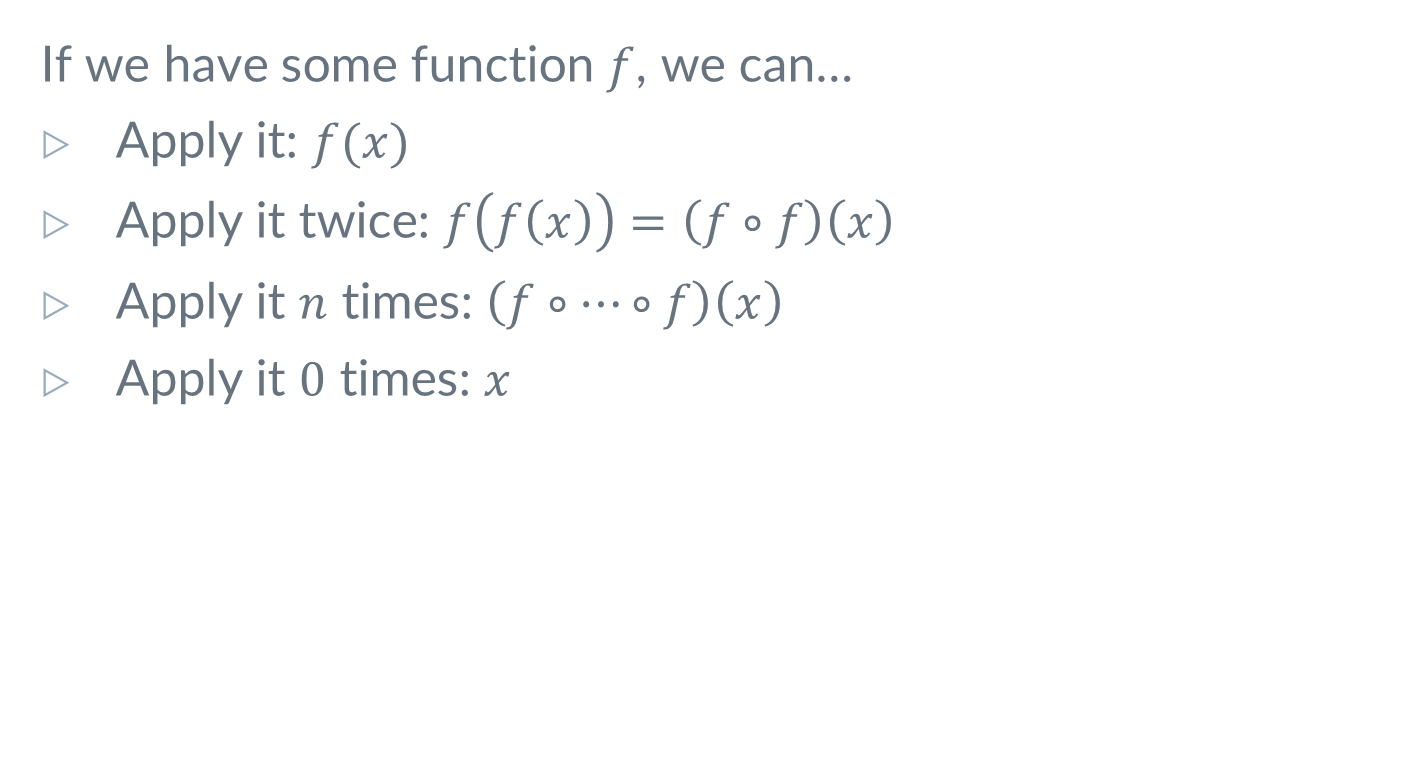 If we have some function 𝑓, we can…
▷ Apply it: 𝑓(𝑥)
▷ Apply it twice: 𝑓(𝑓(𝑥)) = (𝑓 ∘ 𝑓)(𝑥)
▷ Apply it 𝑛 times: (𝑓 ∘ ⋯ ∘ 𝑓)(𝑥)
▷ Apply it 0 times: 𝑥